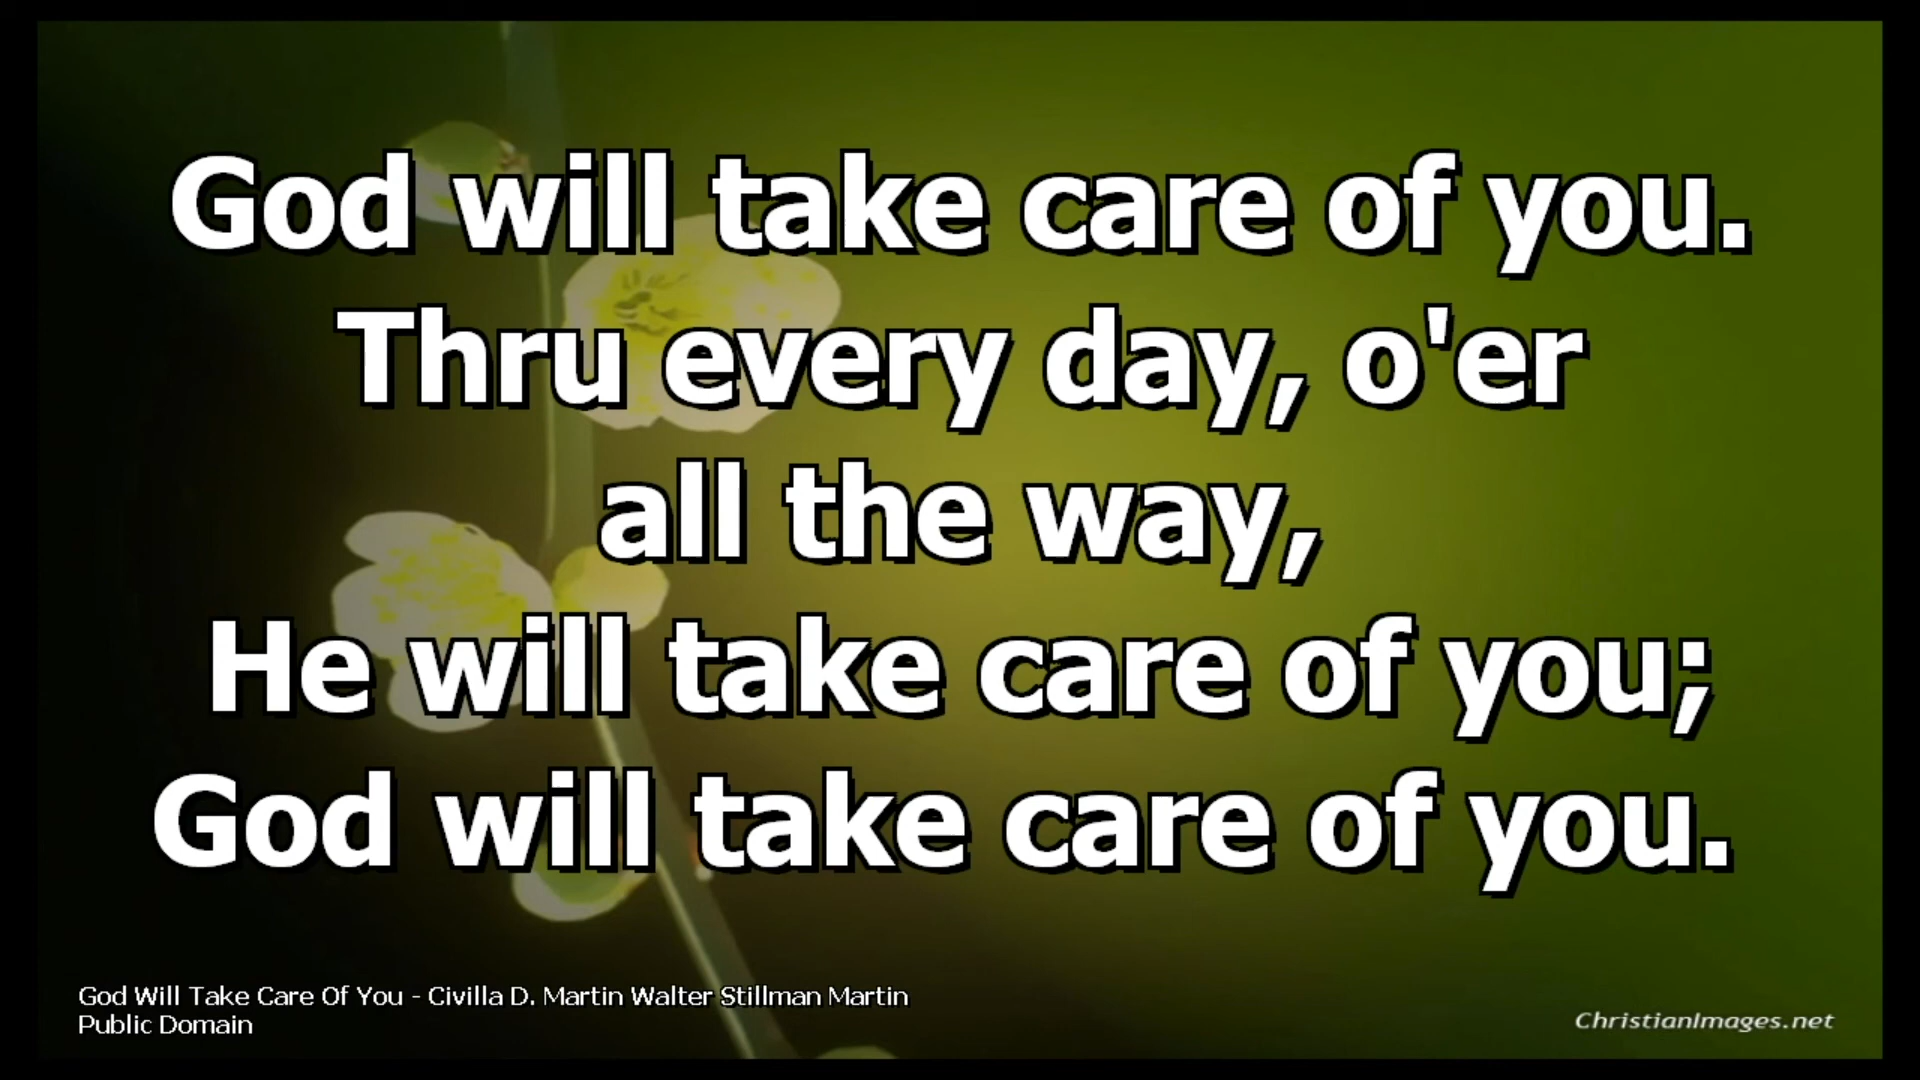 God will take care of you.
Thru every day, o'er
all the way,
He will take care of you;
God will take care of you.
God Will Take Care Of You - Civilla D. Martin Walter Stillman Martin
Public Domain
ChristianImages.net